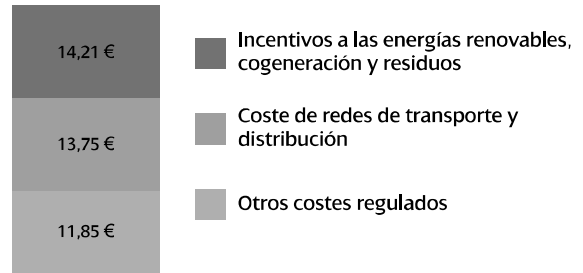 14,21 €
Incentivos a las energías renovables,
cogeneración y residuos
13,75 €
Coste de redes de transporte y
distribución
11,85 €
Otros costes regulados